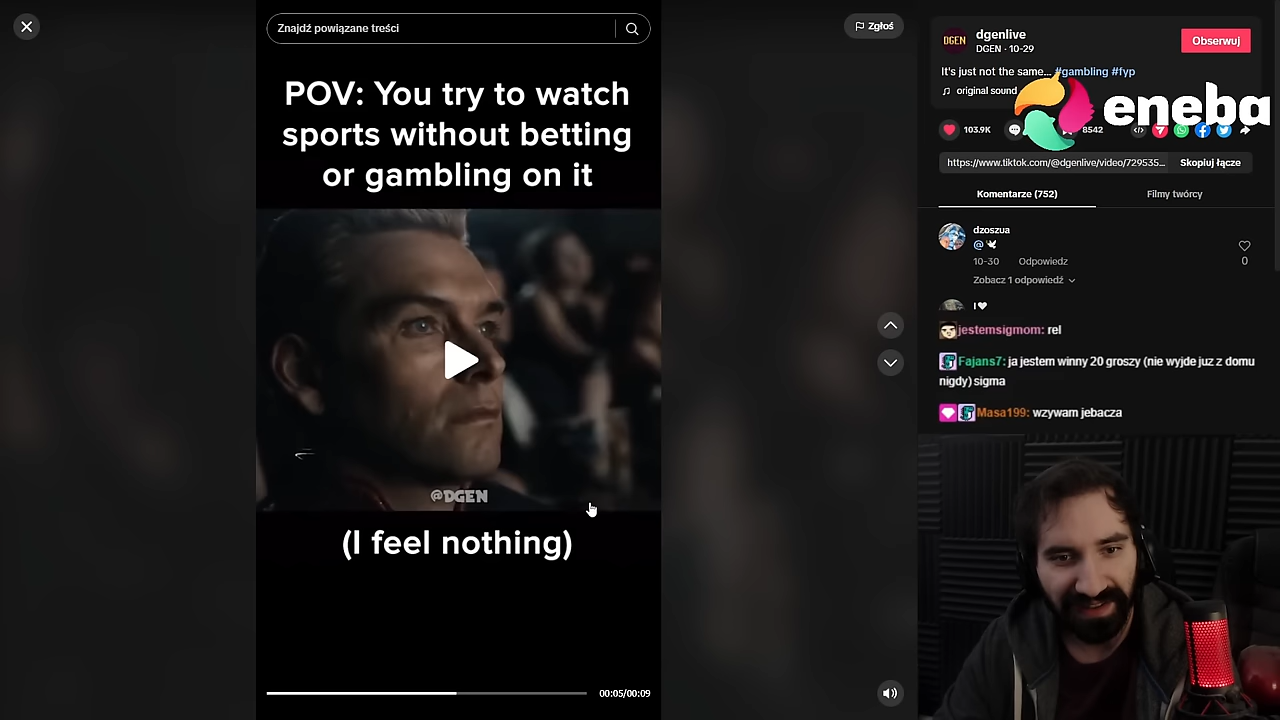 Znajdź powiązane treści
Zgłoś
POV: You try to watch
sports without betting
or gambling on it
@DGEN
(I feel nothing)
00:05/00:09
DGEN
dgenlive
DGEN · 10-29
Obserwuj
It's just not the same... #gambling #fyp
original sound
eneba
103.9K
8542
https://www.tiktok.com/@dgenlive/video/729535...
Skopiuj łącze
Komentarze (752)
Filmy twórcy
dzoszua
@🕊
10-30 Odpowiedz
0
Zobacz 1 odpowiedź
I❤
jestemsigmom: rel
Fajans7: ja jestem winny 20 groszy (nie wyjde juz z domu
nigdy) sigma
Masa199: wzywam jebacza